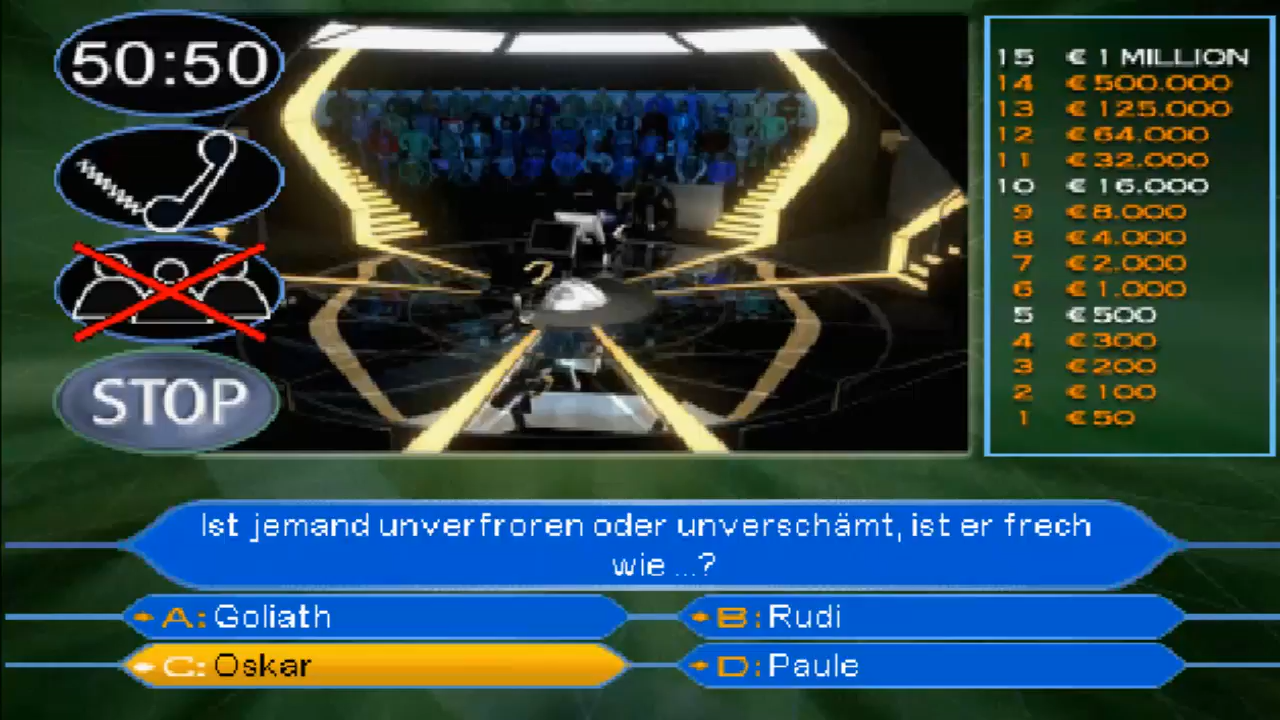 50:50
STOP
15 € 1 MILLION
14 € 500.000
13 € 125.000
12 € 64.000
11 € 32.000
10 € 16.000
9 € 8.000
8 € 4.000
7 € 2.000
6 € 1.000
5 € 500
4 € 300
3 € 200
2 € 100
1 € 50
Ist jemand unverfroren oder unverschämt, ist er frech
wie ...?
A: Goliath
B: Rudi
C: Oskar
D: Paule